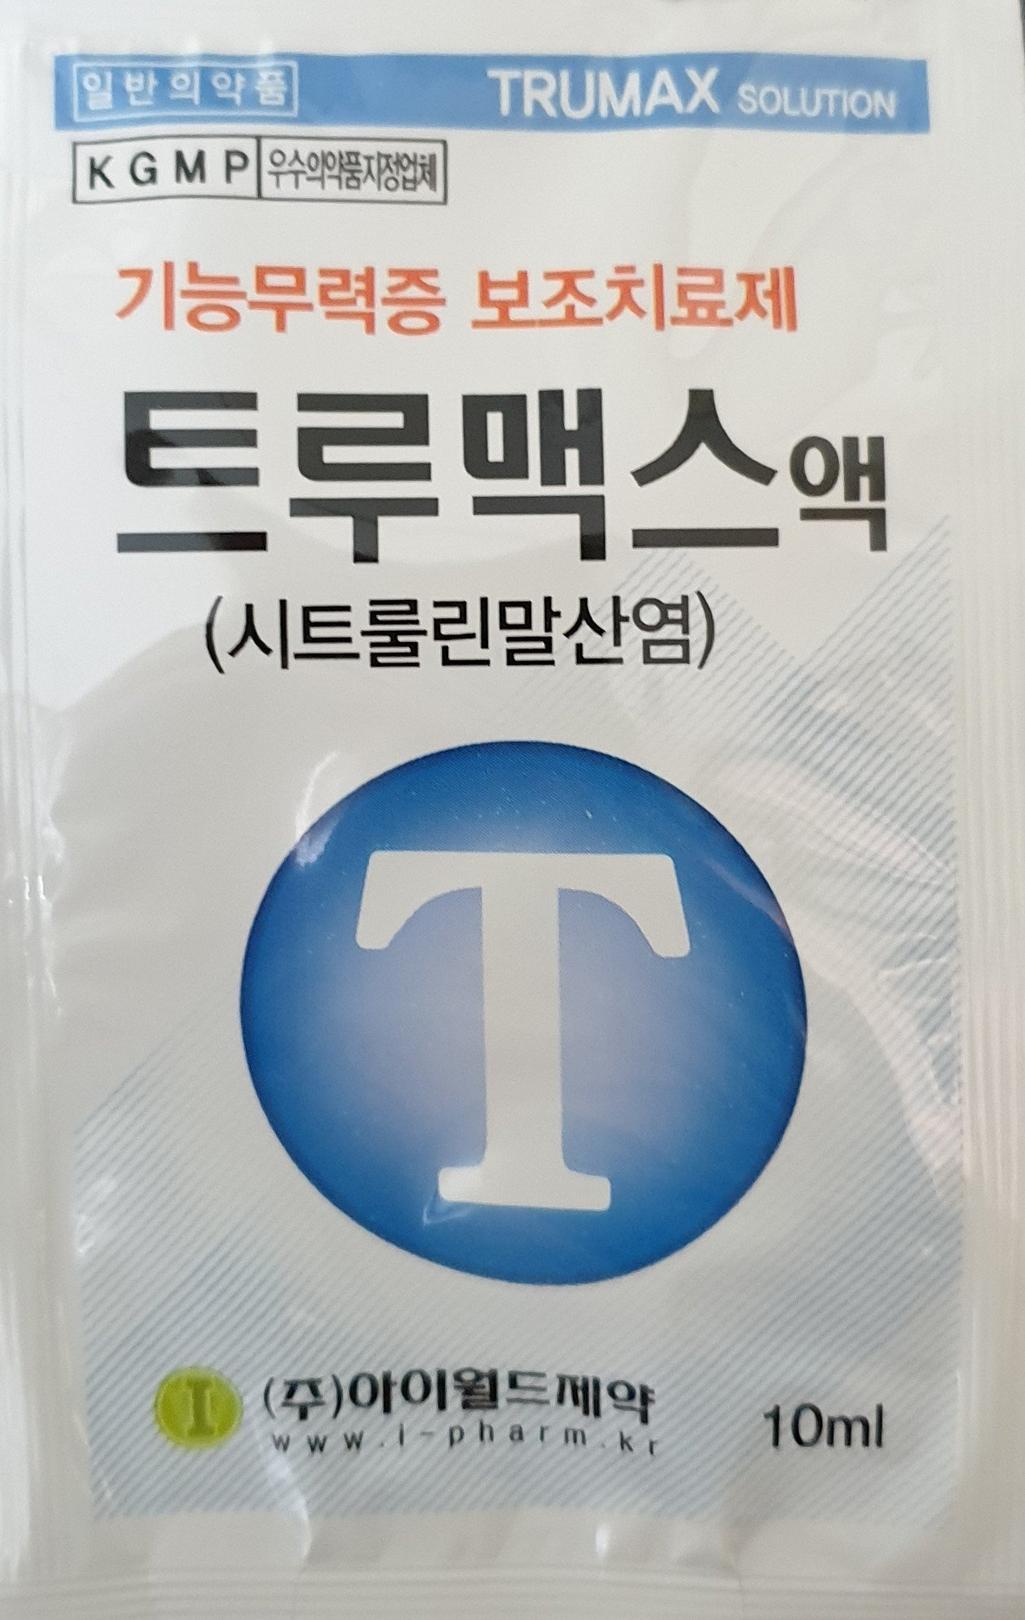 일반의약품 TRUMAX SOLUTION
KGMP 우수의약품지정업체
기능무력증 보조치료제
트루맥스액
(시트룰린말산염)
T
I (주)아이월드제약 10ml
www.i-pharm.kr